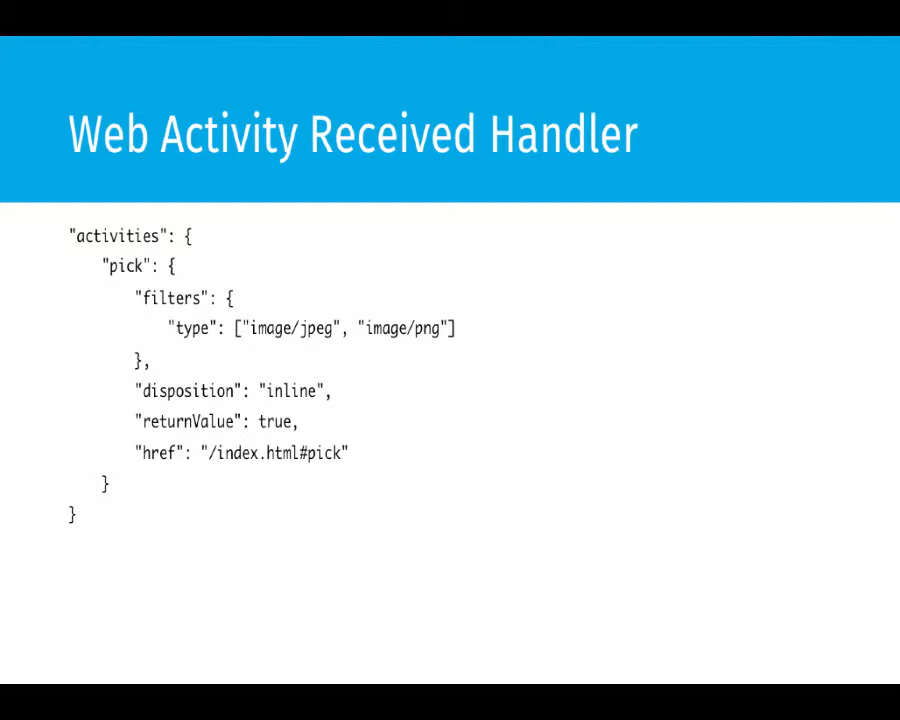 Web Activity Received Handler
"activities": {
"pick": {
"filters": {
"type": ["image/jpeg", "image/png"]
},
"disposition": "inline",
"returnValue": true,
"href": "/index.html#pick"
}
}